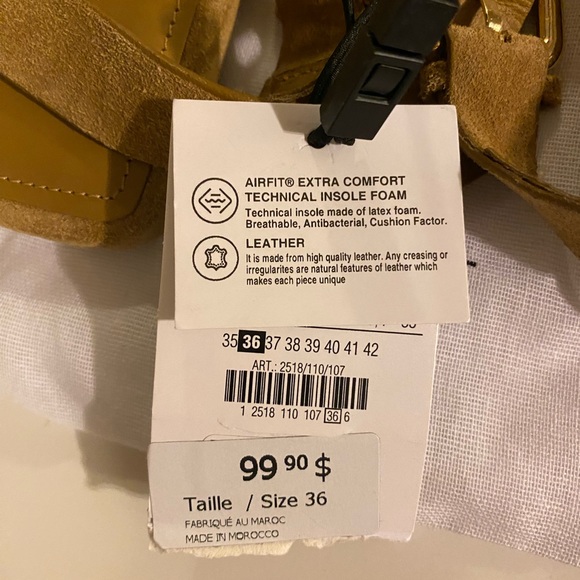 AIRFIT® EXTRA COMFORT
TECHNICAL INSOLE FOAM
Technical insole made of latex foam.
Breathable, Antibacterial, Cushion Factor.
LEATHER
It is made from high quality leather. Any creasing or
irregularites are natural features of leather which
makes each piece unique
35 36 37 38 39 40 41 42
ART.: 2518/110/107
1 2518 110 107 36 6
99 90 $
Taille / Size 36
FABRIQUÉ AU MAROC
MADE IN MOROCCO